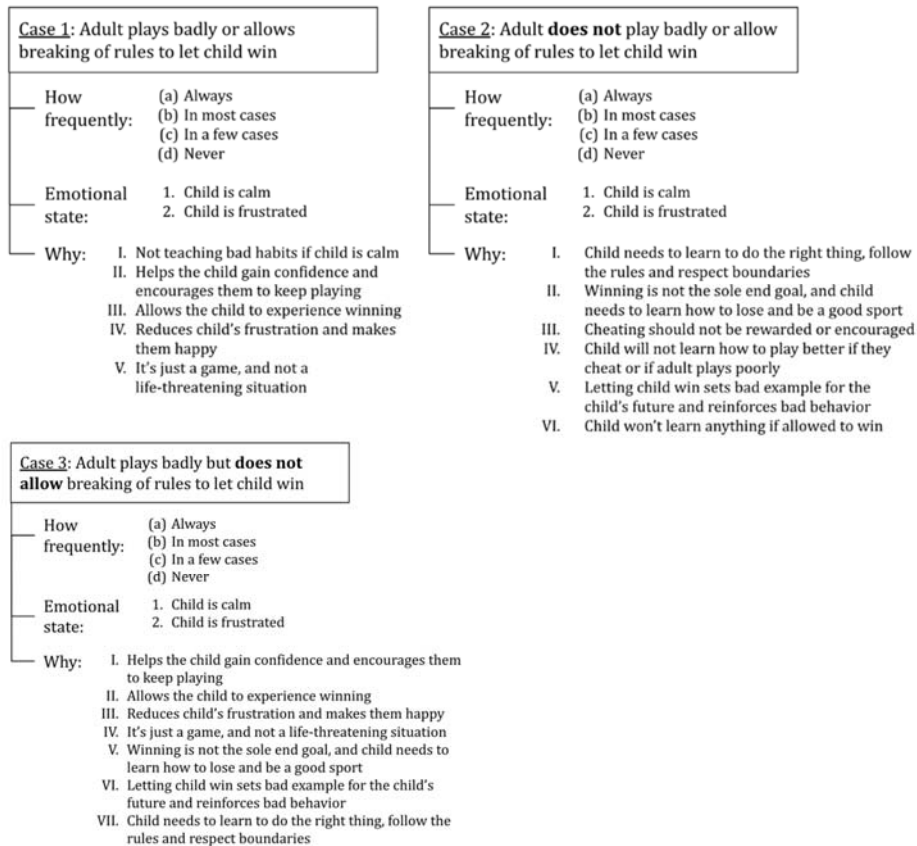 Case 1: Adult plays badly or allows
breaking of rules to let child win
How
frequently:
(a) Always
(b) In most cases
(c) In a few cases
(d) Never
Emotional
state:
1. Child is calm
2. Child is frustrated
Why:
I. Not teaching bad habits if child is calm
II. Helps the child gain confidence and
encourages them to keep playing
III. Allows the child to experience winning
IV. Reduces child's frustration and makes
them happy
V. It's just a game, and not a
life-threatening situation
Case 2: Adult does not play badly or allow
breaking of rules to let child win
How
frequently:
(a) Always
(b) In most cases
(c) In a few cases
(d) Never
Emotional
state:
1. Child is calm
2. Child is frustrated
Why:
I. Child needs to learn to do the right thing, follow
the rules and respect boundaries
II. Winning is not the sole end goal, and child
needs to learn how to lose and be a good sport
III. Cheating should not be rewarded or encouraged
IV. Child will not learn how to play better if they
cheat or if adult plays poorly
V. Letting child win sets bad example for the
child's future and reinforces bad behavior
VI. Child won't learn anything if allowed to win
Case 3: Adult plays badly but does not
allow breaking of rules to let child win
How
frequently:
(a) Always
(b) In most cases
(c) In a few cases
(d) Never
Emotional
state:
1. Child is calm
2. Child is frustrated
Why:
I. Helps the child gain confidence and encourages them
to keep playing
II. Allows the child to experience winning
III. Reduces child's frustration and makes them happy
IV. It's just a game, and not a life-threatening situation
V. Winning is not the sole end goal, and child needs to
learn how to lose and be a good sport
VI. Letting child win sets bad example for the child's
future and reinforces bad behavior
VII. Child needs to learn to do the right thing, follow the
rules and respect boundaries